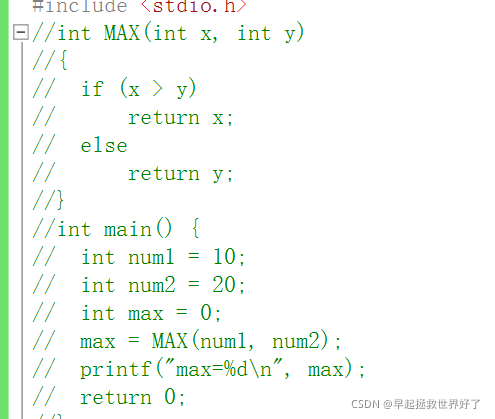 #include <stdio.h>
//int MAX(int x, int y)
//{
//  if (x > y)
//      return x;
//  else
//      return y;
//}
//int main() {
//  int num1 = 10;
//  int num2 = 20;
//  int max = 0;
//  max = MAX(num1, num2);
//  printf("max=%d\n", max);
//  return 0;
CSDN @早起拯救世界好了